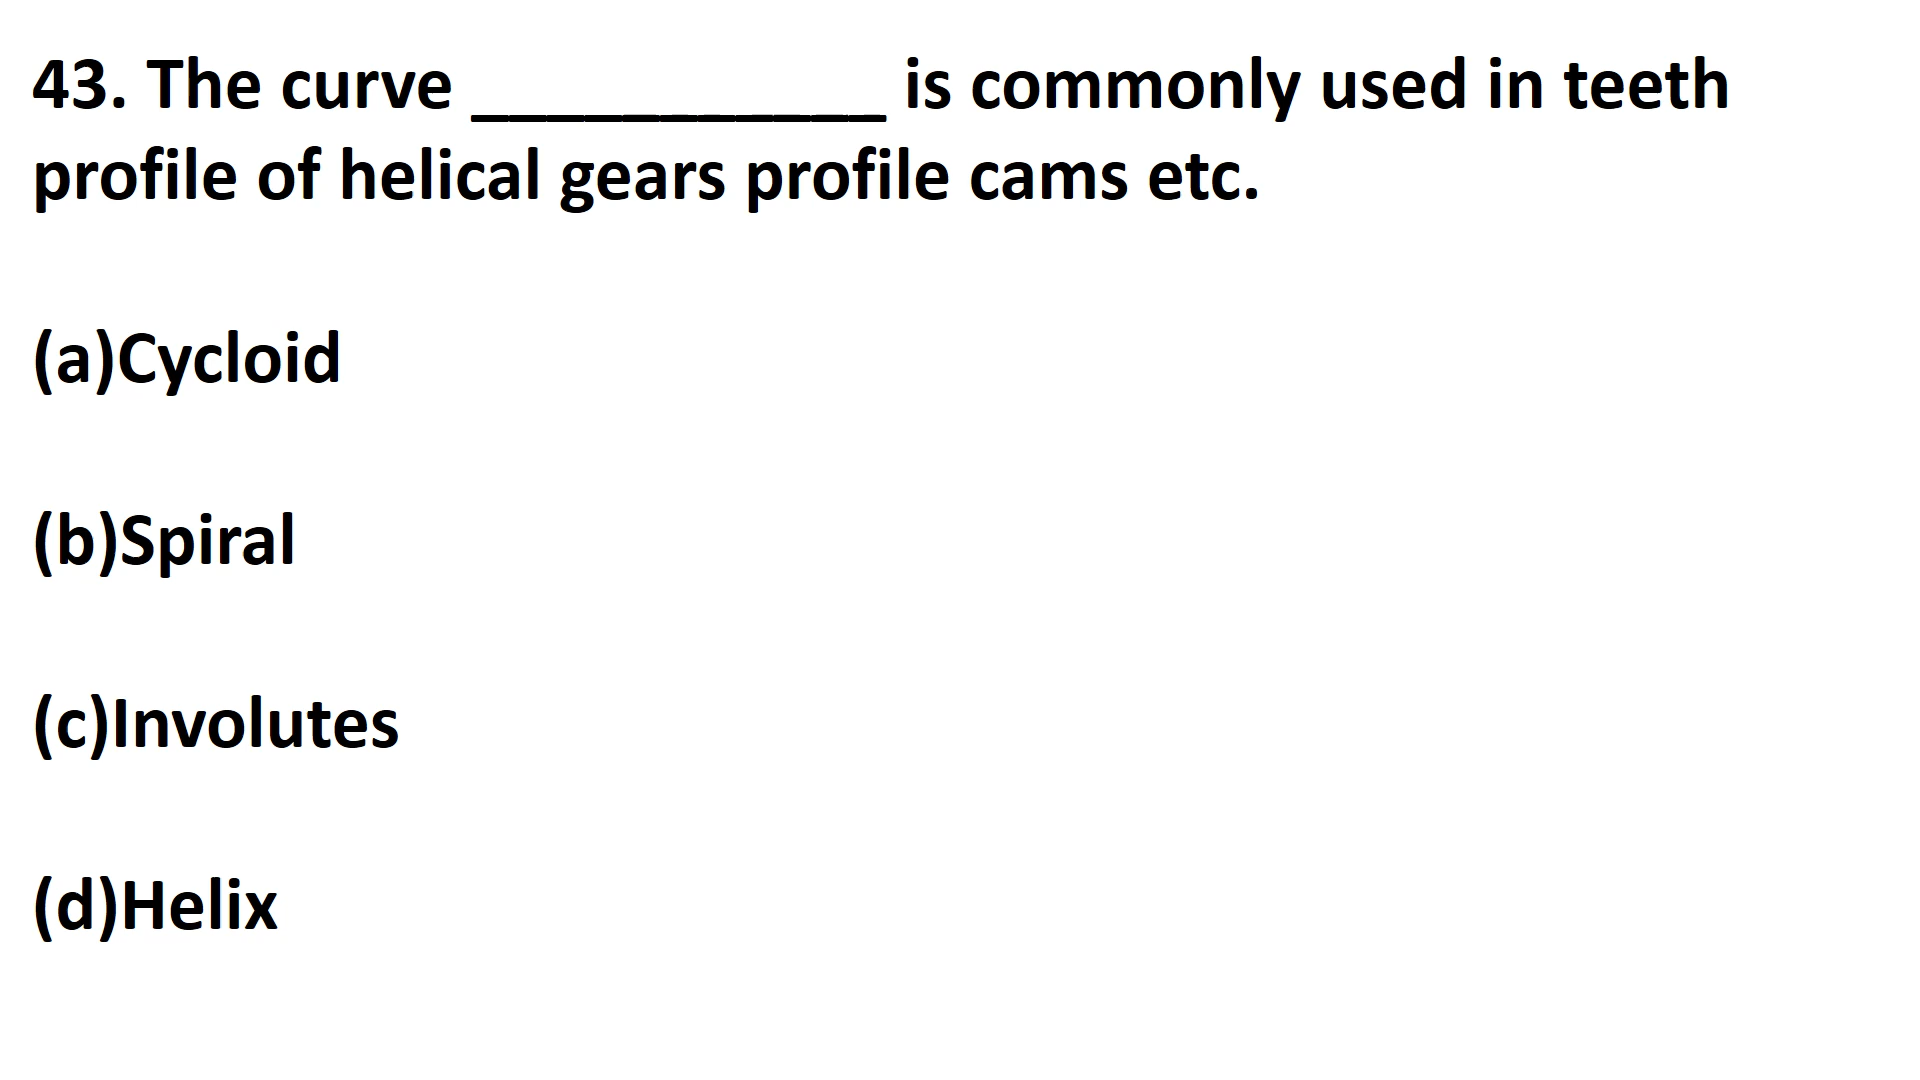 43. The curve ___________ is commonly used in teeth
profile of helical gears profile cams etc.
(a)Cycloid
(b)Spiral
(c)Involutes
(d)Helix